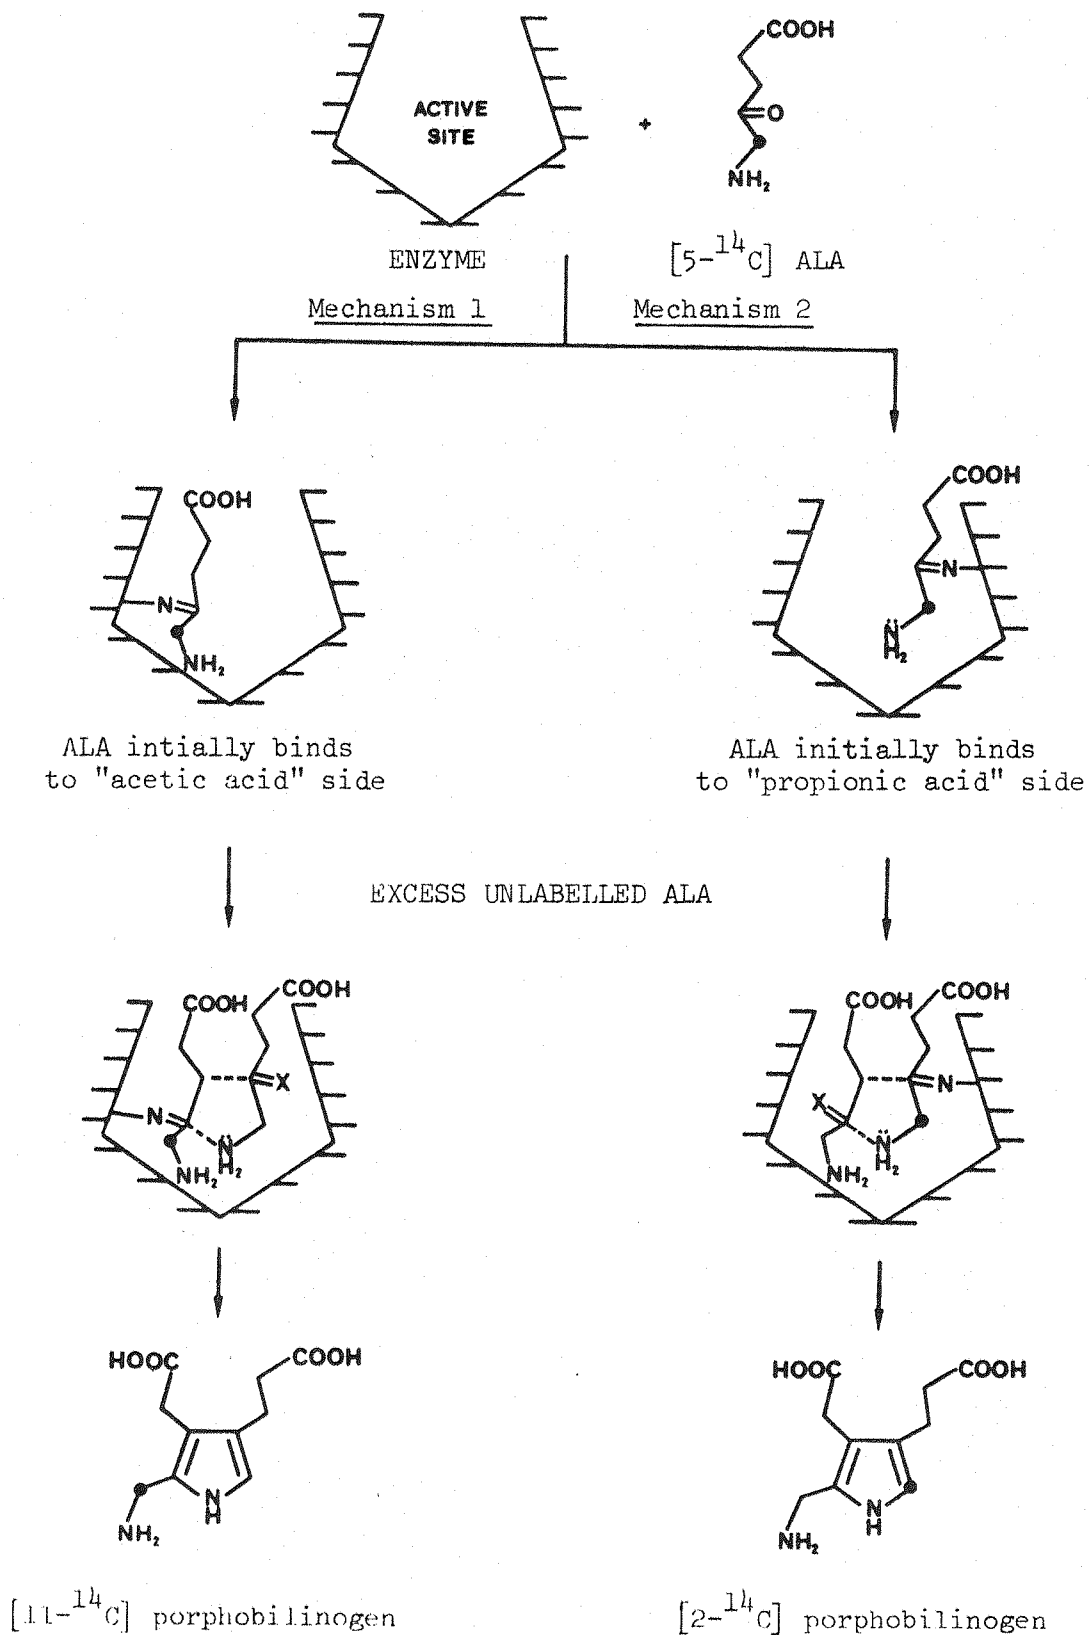 COOH
ACTIVE
SITE
+
O
NH₂
ENZYME
[5-¹⁴C] ALA
Mechanism 1
Mechanism 2
COOH
N
NH₂
COOH
N
N̈H₂
ALA intially binds
to "acetic acid" side
ALA initially binds
to "propionic acid" side
EXCESS UNLABELLED ALA
COOH
COOH
X
N
N̈H₂
NH₂
COOH
COOH
N
X
N̈H₂
NH₂
HOOC
COOH
N
H
NH₂
HOOC
COOH
N
H
NH₂
[11-¹⁴C] porphobilinogen
[2-¹⁴C] porphobilinogen